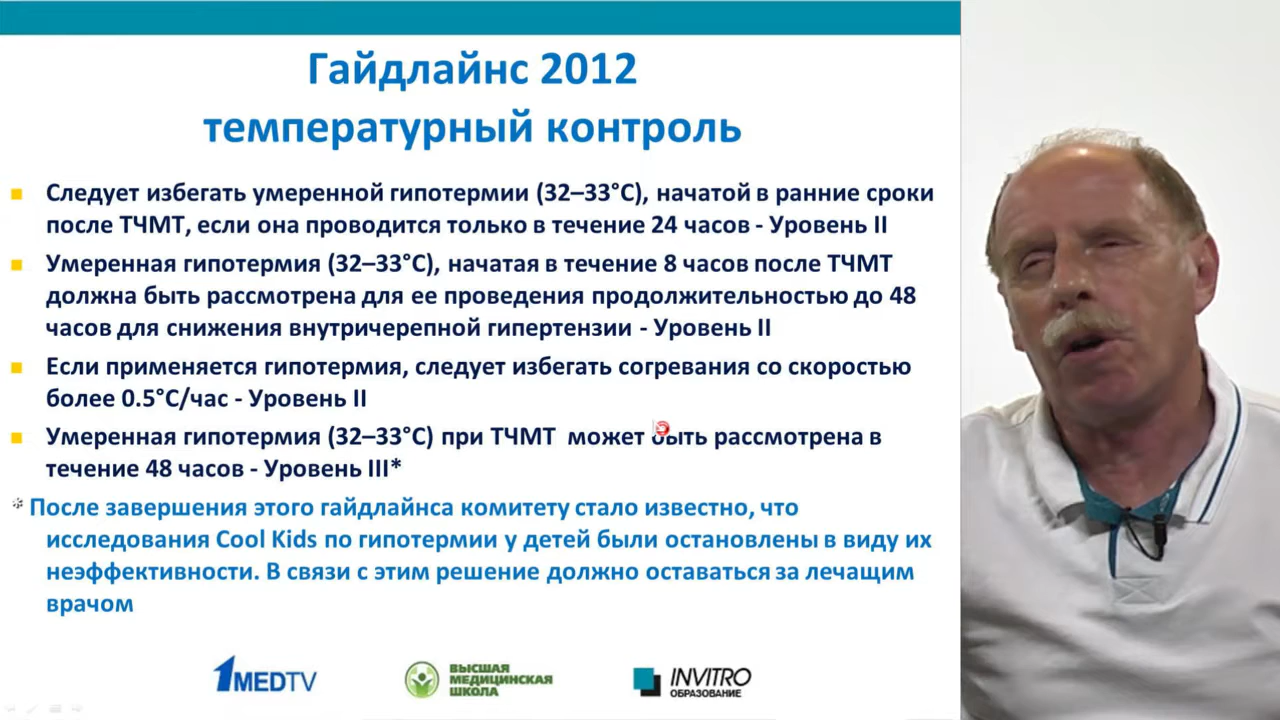 Гайдлайнс 2012
температурный контроль
Следует избегать умеренной гипотермии (32–33°С), начатой в ранние сроки
после ТЧМТ, если она проводится только в течение 24 часов - Уровень II
Умеренная гипотермия (32–33°С), начатая в течение 8 часов после ТЧМТ
должна быть рассмотрена для ее проведения продолжительностью до 48
часов для снижения внутричерепной гипертензии - Уровень II
Если применяется гипотермия, следует избегать согревания со скоростью
более 0.5°С/час - Уровень II
Умеренная гипотермия (32–33°С) при ТЧМТ может быть рассмотрена в
течение 48 часов - Уровень III*
* После завершения этого гайдлайнса комитету стало известно, что
исследования Cool Kids по гипотермии у детей были остановлены в виду их
неэффективности. В связи с этим решение должно оставаться за лечащим
врачом
1MEDTV
ВЫСШАЯ
МЕДИЦИНСКАЯ
ШКОЛА
INVITRO
ОБРАЗОВАНИЕ